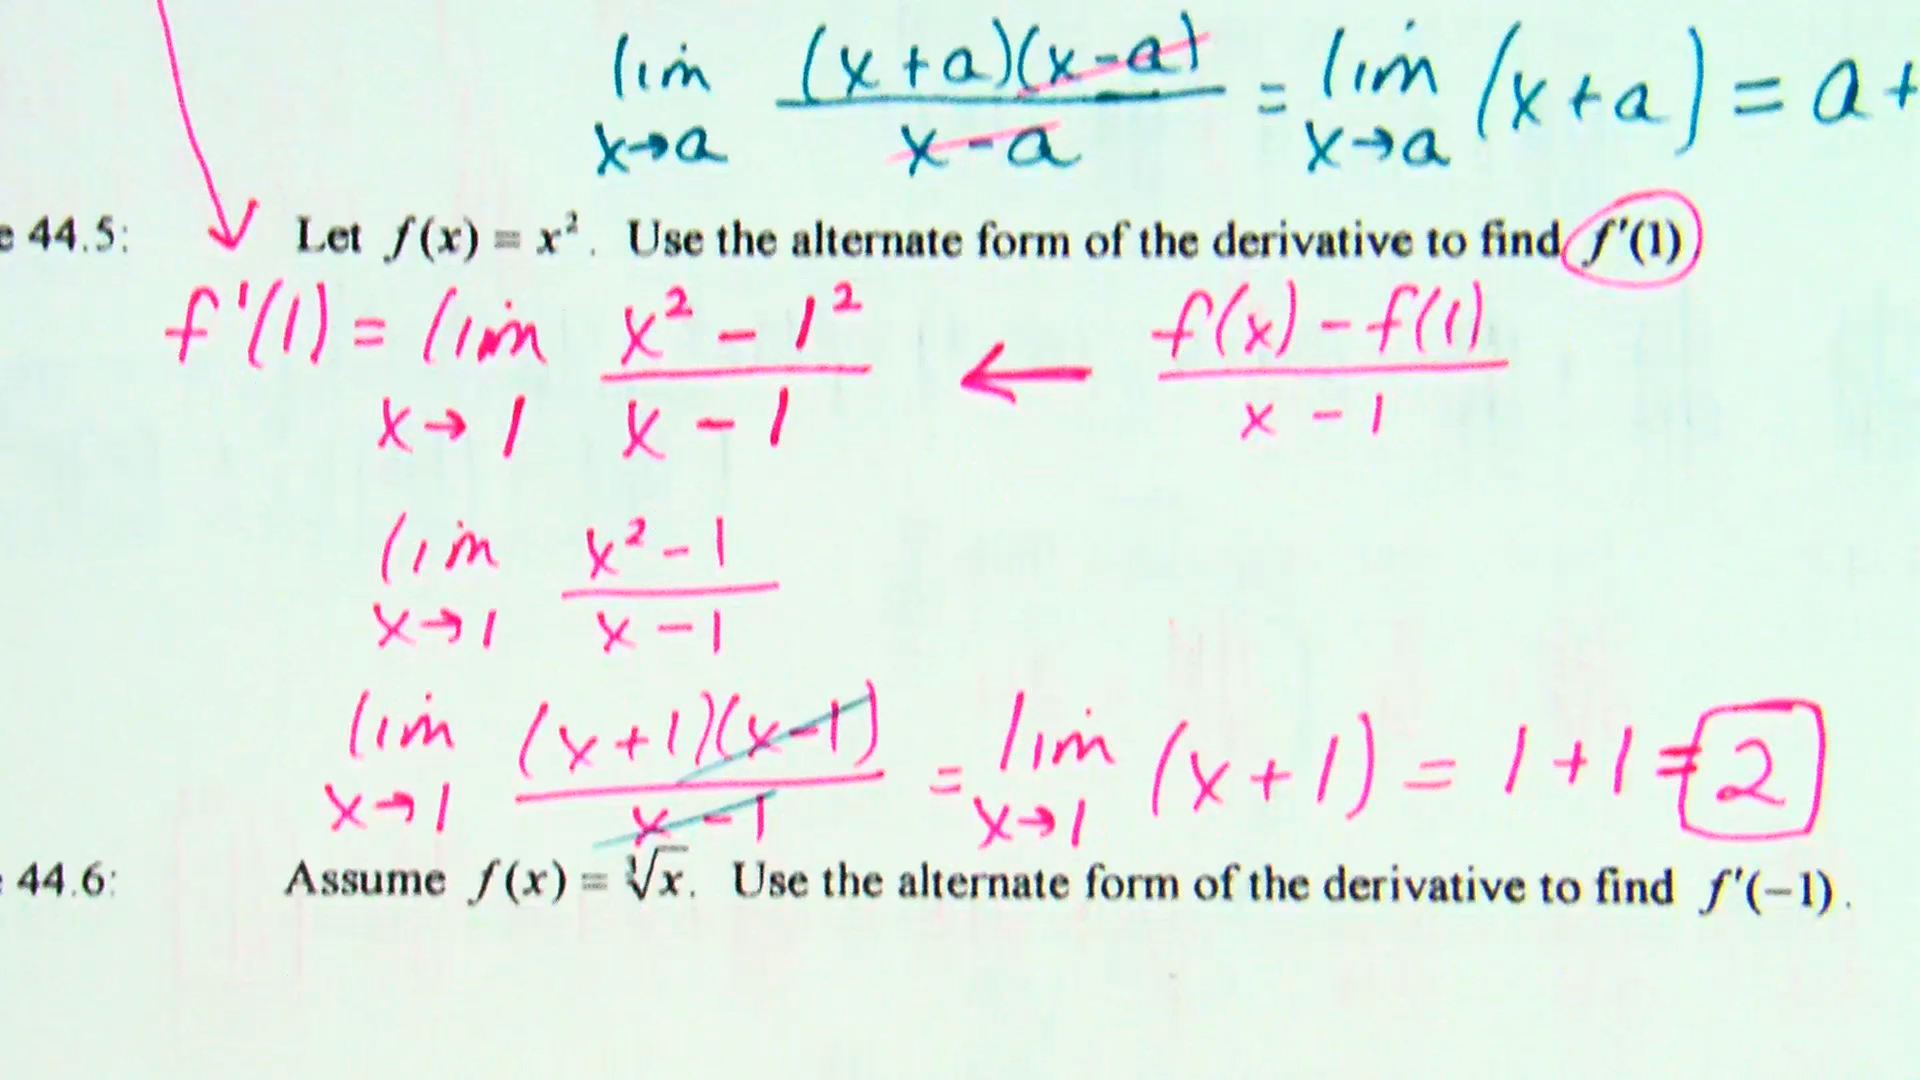 lim (x+a)(x-a) = lim (x+a) = a+
x→a x-a x→a
e 44.5: Let f(x) = x². Use the alternate form of the derivative to find f'(1)
f'(1) = lim x² - 1² ← f(x) - f(1)
x→1 x - 1 x - 1
lim x² - 1
x→1 x - 1
lim (x+1)(x-1) = lim (x+1) = 1+1 = 2
x→1 x-1 x→1
44.6: Assume f(x) = ∛x. Use the alternate form of the derivative to find f'(−1).